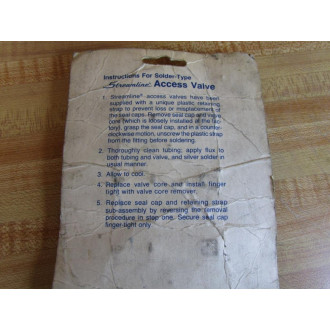 Instructions For Solder-Type
Streamline® Access Valve
1. Streamline® access valves have been
supplied with a unique plastic retaining
strap to prevent loss or misplacement of
the seal caps. Remove seal cap and valve
core (which is loosely installed at the fac-
tory), grasp the seal cap, and in a counter-
clockwise motion, unscrew the plastic strap
from the fitting before soldering.
2. Thoroughly clean tubing, apply flux to
both tubing and valve, and silver solder in
usual manner.
3. Allow to cool.
4. Replace valve core and install finger
tight with valve core remover.
5. Replace seal cap and retaining strap
sub-assembly by reversing the removal
procedure in step one. Secure seal cap
finger-tight only.